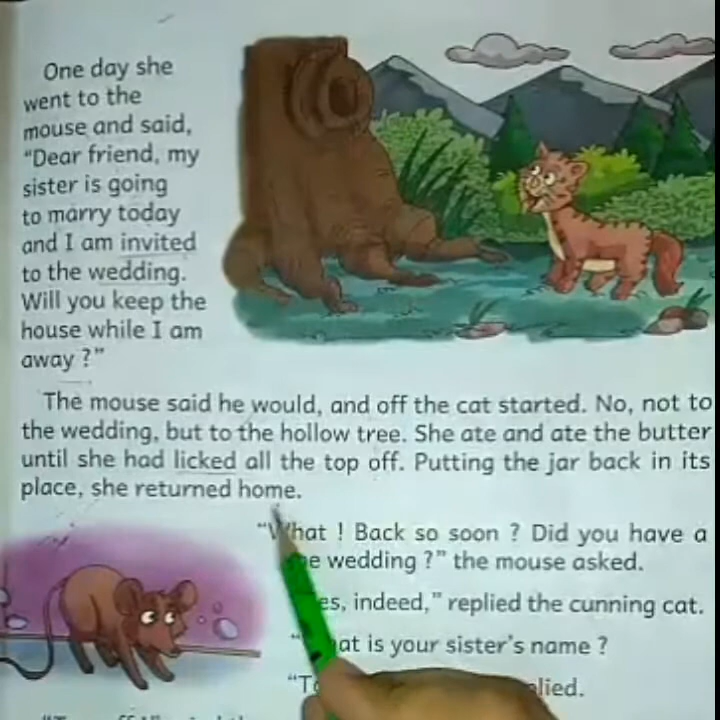 One day she
went to the
mouse and said,
"Dear friend, my
sister is going
to marry today
and I am invited
to the wedding.
Will you keep the
house while I am
away ?"
The mouse said he would, and off the cat started. No, not to
the wedding, but to the hollow tree. She ate and ate the butter
until she had licked all the top off. Putting the jar back in its
place, she returned home.
"What ! Back so soon ? Did you have a
wedding ?" the mouse asked.
indeed," replied the cunning cat.
is your sister's name ?